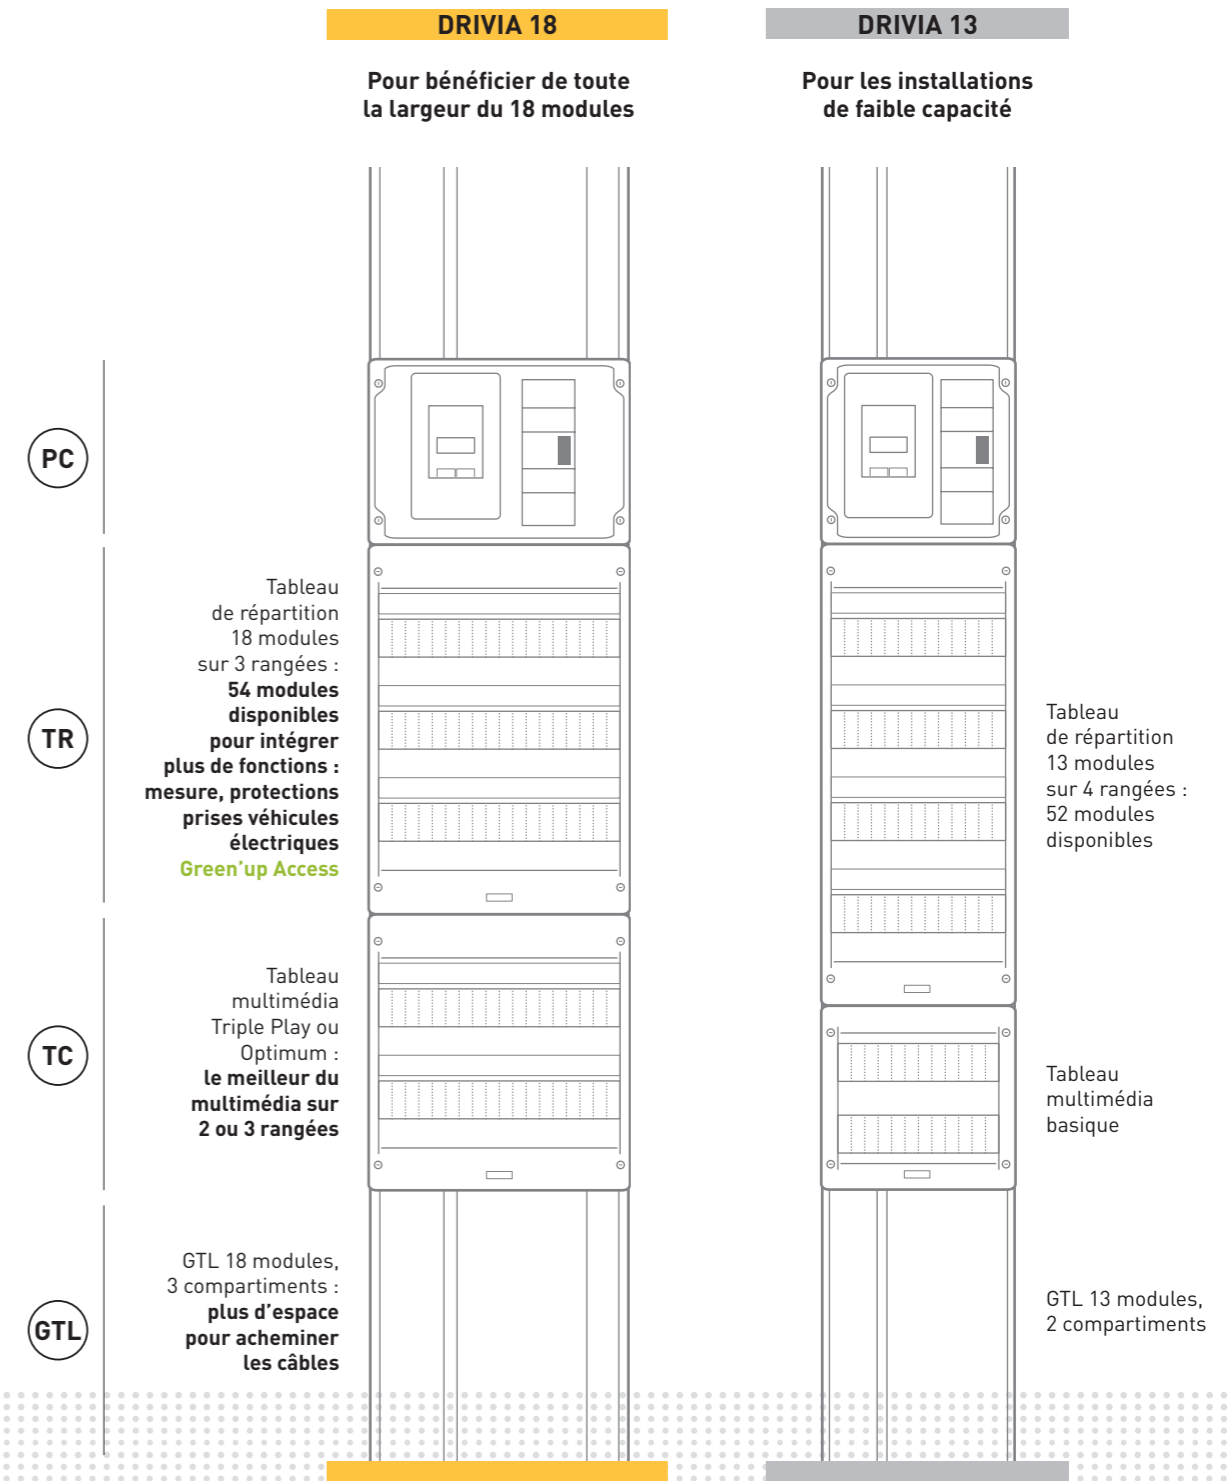 DRIVIA 18
Pour bénéficier de toute
la largeur du 18 modules
DRIVIA 13
Pour les installations
de faible capacité
PC
TR
Tableau
de répartition
18 modules
sur 3 rangées :
54 modules
disponibles
pour intégrer
plus de fonctions :
mesure, protections
prises véhicules
électriques
Green’up Access
Tableau
de répartition
13 modules
sur 4 rangées :
52 modules
disponibles
TC
Tableau
multimédia
Triple Play ou
Optimum :
le meilleur du
multimédia sur
2 ou 3 rangées
Tableau
multimédia
basique
GTL
GTL 18 modules,
3 compartiments :
plus d’espace
pour acheminer
les câbles
GTL 13 modules,
2 compartiments